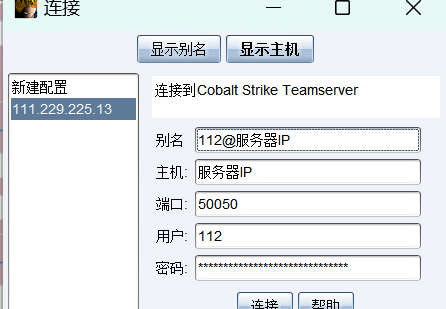 连接
显示别名 显示主机
新建配置
111.229.225.13
连接到Cobalt Strike Teamserver
别名 112@服务器IP
主机: 服务器IP
端口: 50050
用户: 112
密码: ******************************
连接 帮助